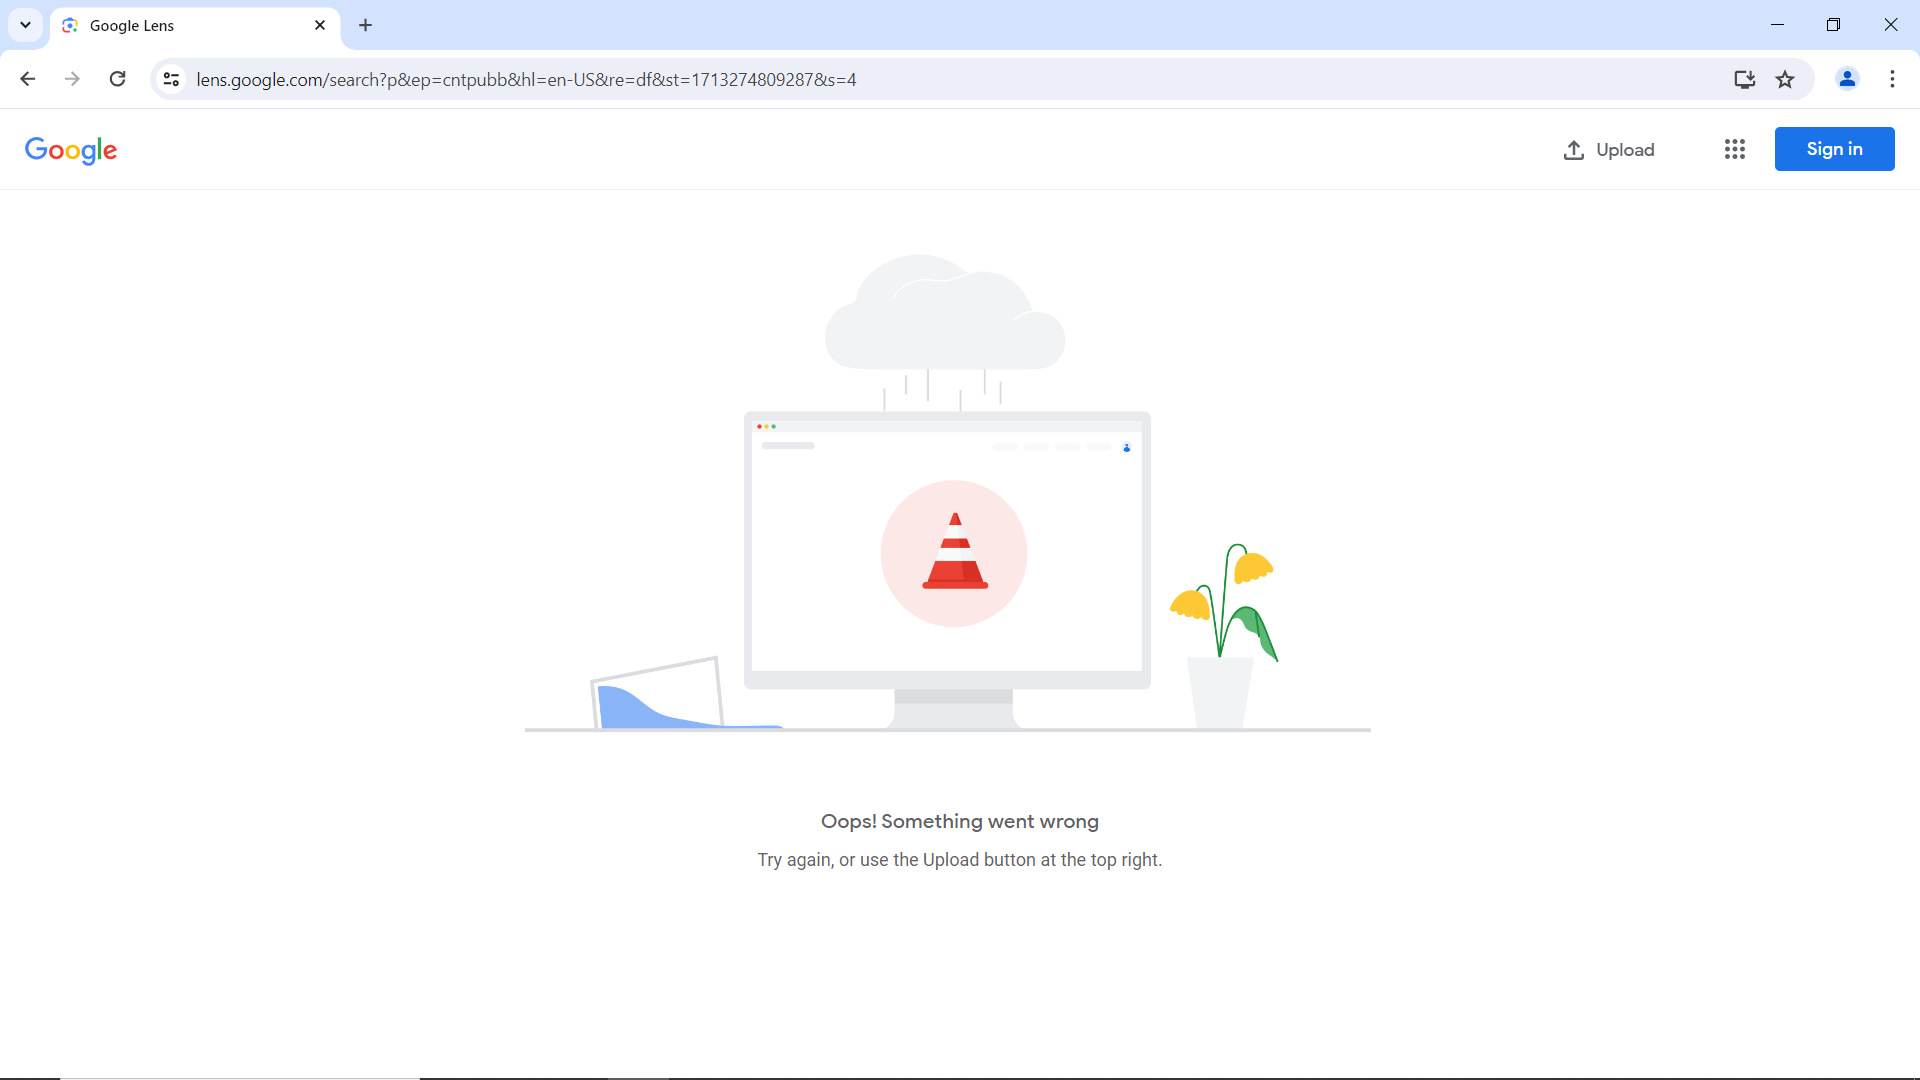 Google Lens
lens.google.com/search?p&ep=cntpubb&hl=en-US&re=df&st=1713274809287&s=4
Google
Upload
Sign in
Oops! Something went wrong
Try again, or use the Upload button at the top right.